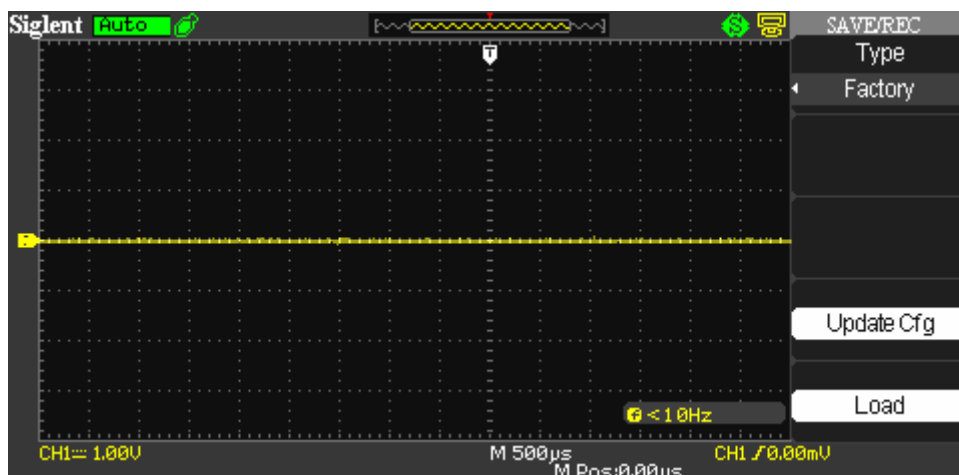 Siglent Auto SAVE/REC
Type
T
Factory
Update Cfg
Load
f <10Hz
CH1 1.00V M 500µs CH1 0.00mV
M Pos:0.00µs